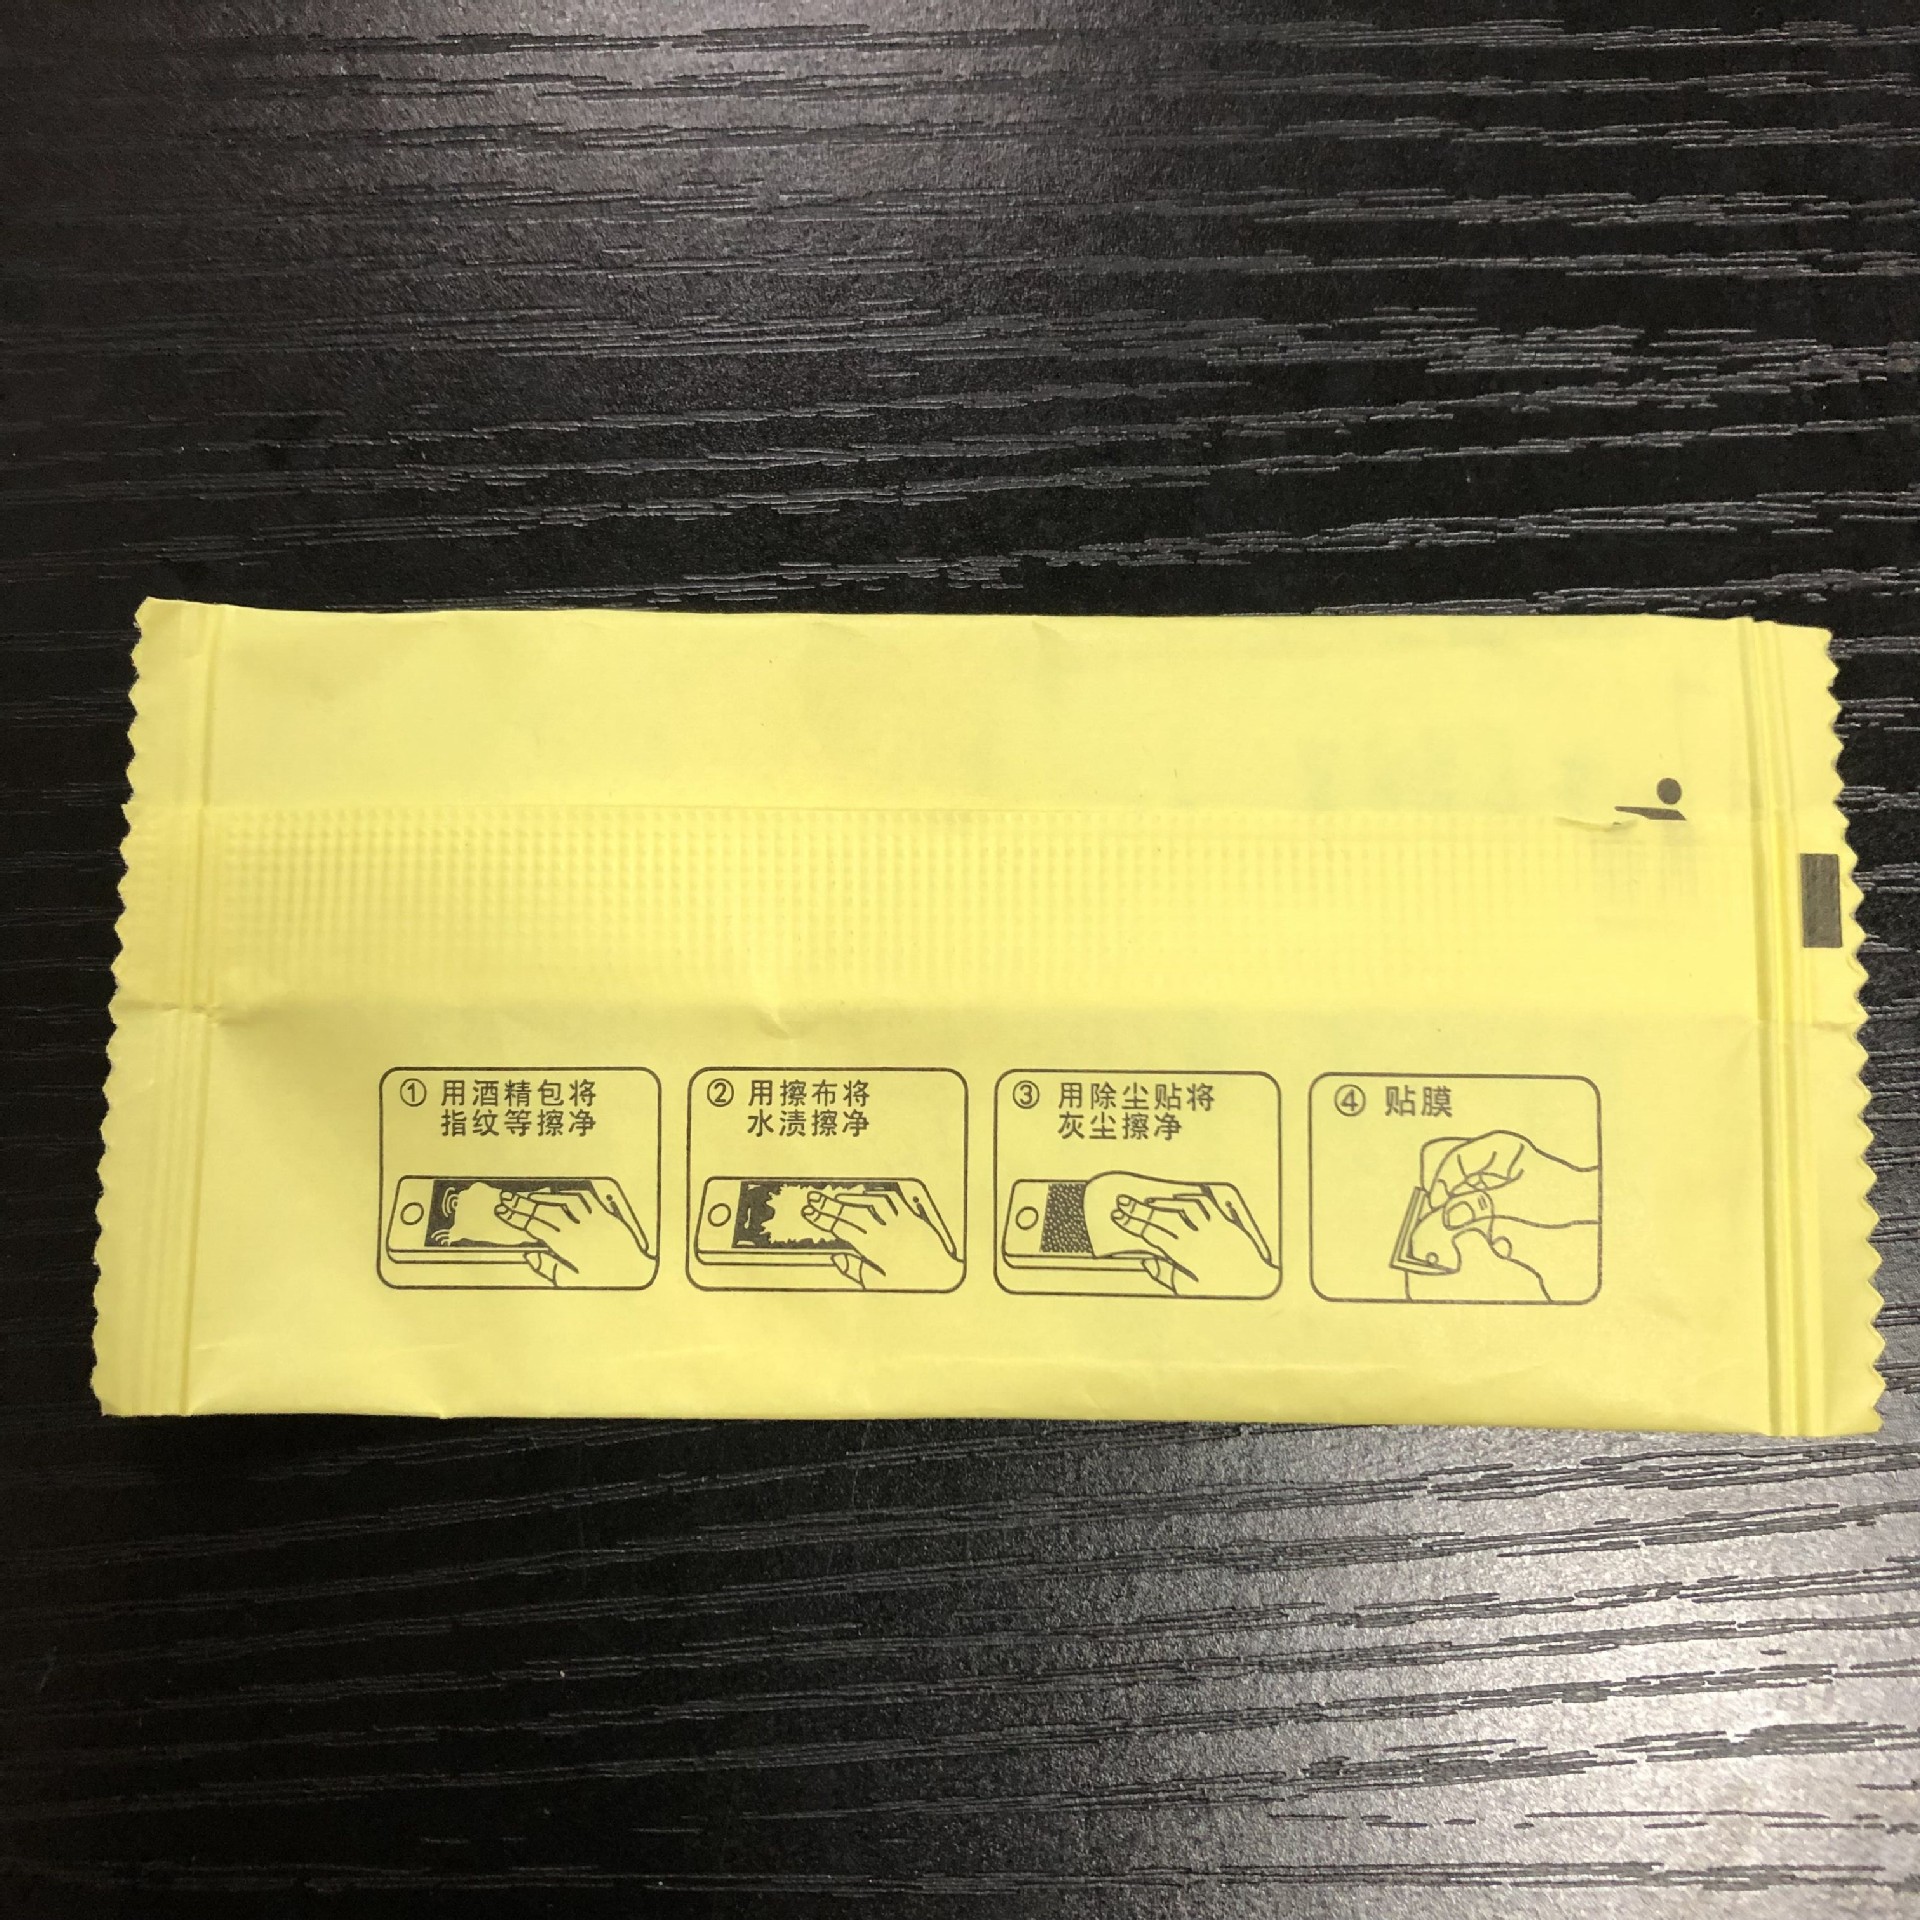 ① 用酒精包将
指纹等擦净
② 用擦布将
水渍擦净
③ 用除尘贴将
灰尘擦净
④ 贴膜